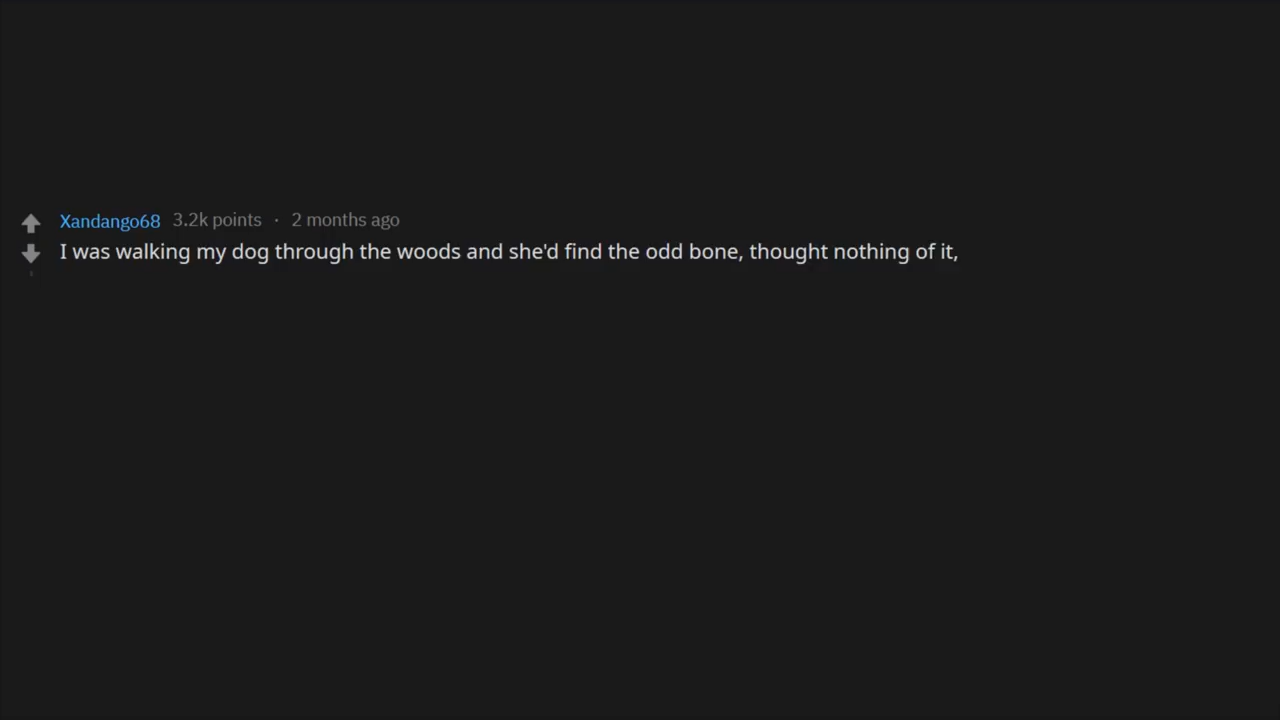 Xandango68 3.2k points · 2 months ago
I was walking my dog through the woods and she'd find the odd bone, thought nothing of it,